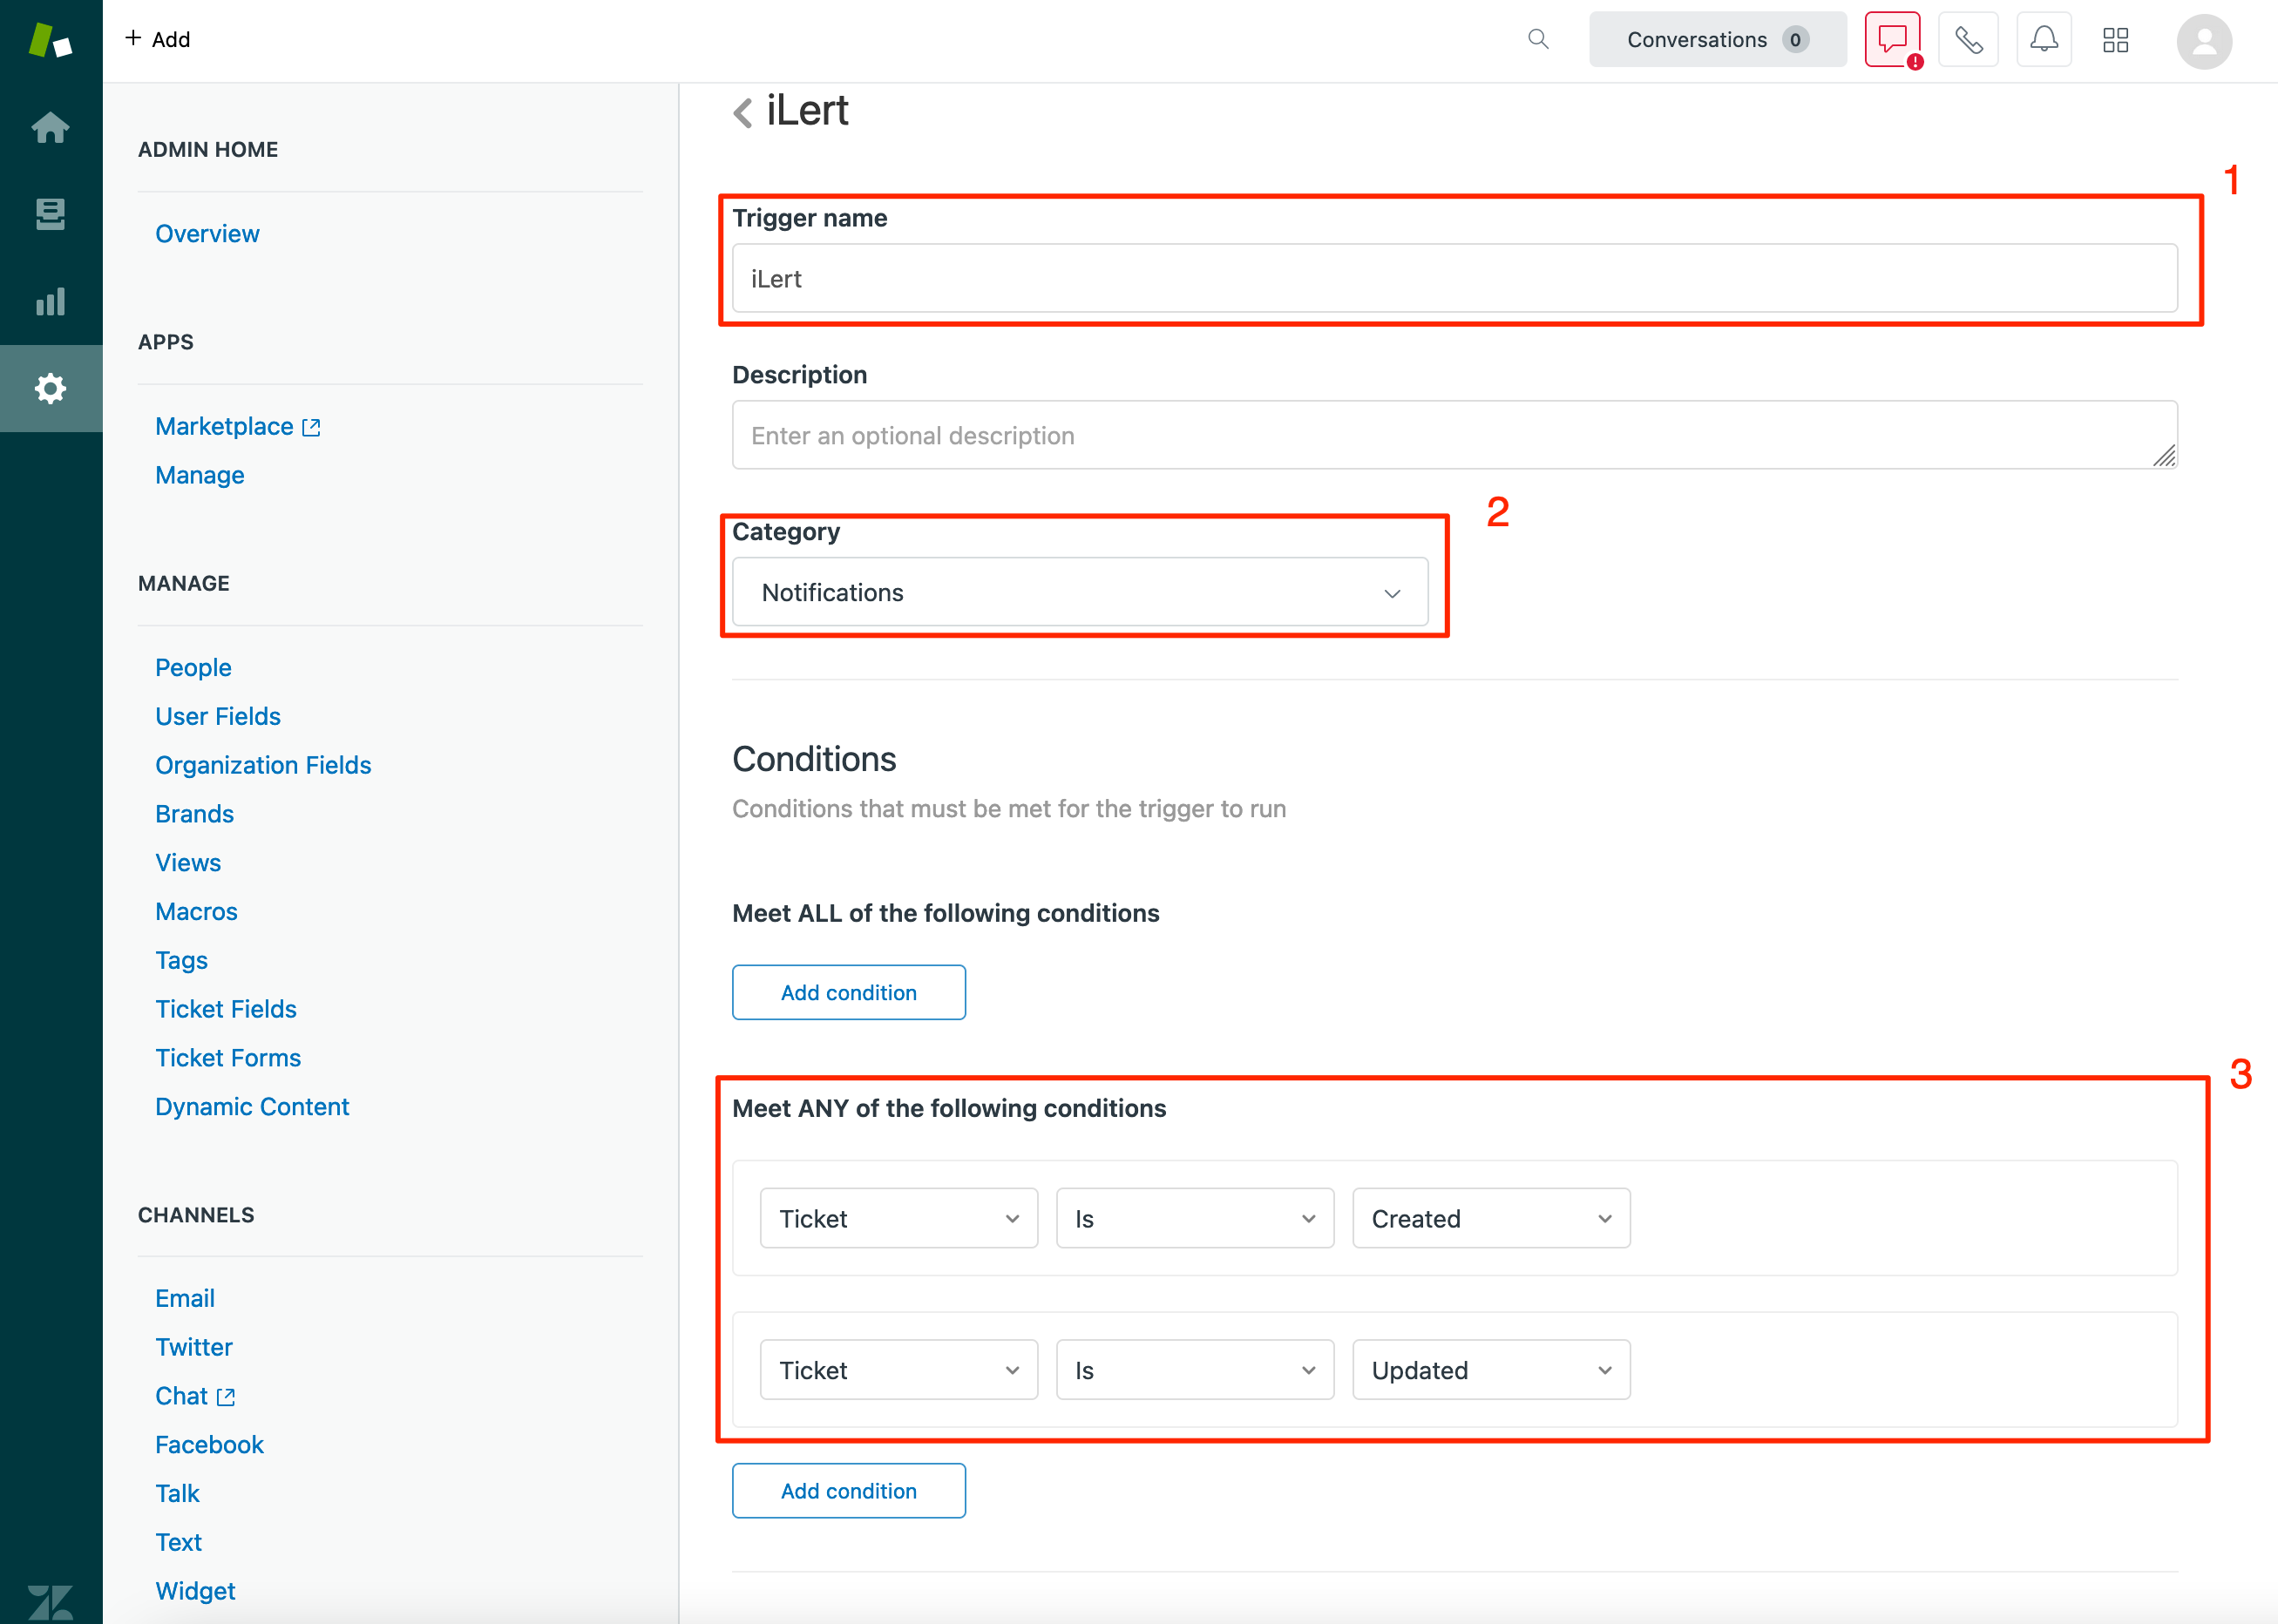 + Add
Conversations 0
ADMIN HOME
Overview
APPS
Marketplace
Manage
MANAGE
People
User Fields
Organization Fields
Brands
Views
Macros
Tags
Ticket Fields
Ticket Forms
Dynamic Content
CHANNELS
Email
Twitter
Chat
Facebook
Talk
Text
Widget
iLert
1
Trigger name
iLert
Description
Enter an optional description
2
Category
Notifications
Conditions
Conditions that must be met for the trigger to run
Meet ALL of the following conditions
Add condition
3
Meet ANY of the following conditions
Ticket Is Created
Ticket Is Updated
Add condition